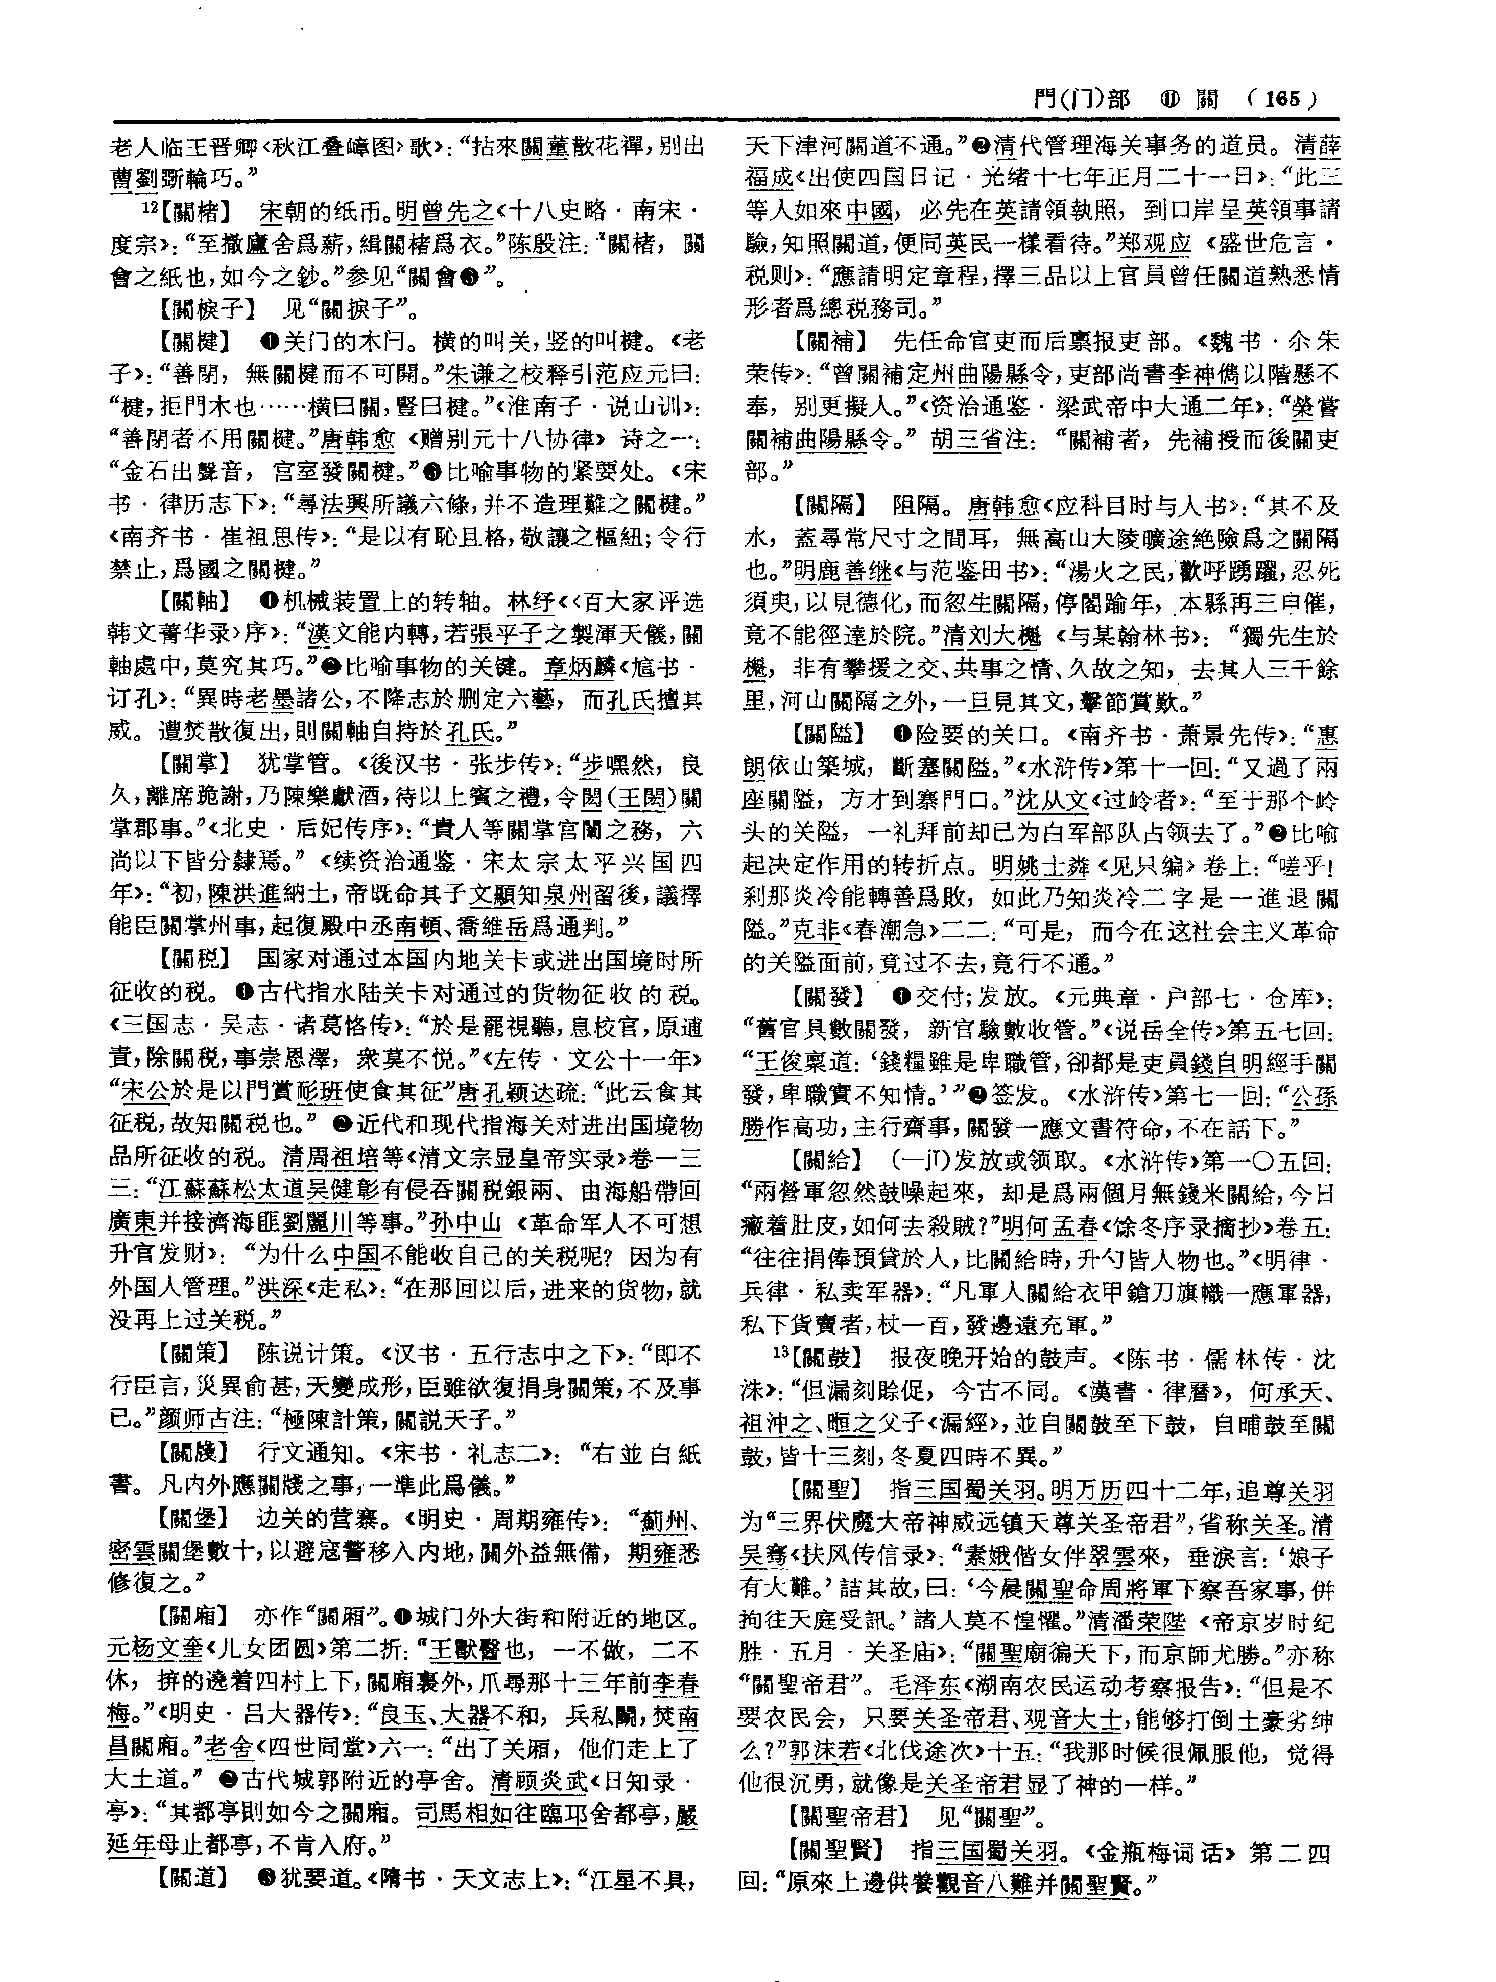 門(门)部 ⑪ 關 (165)
老人临王晋卿<秋江叠嶂图>歌》:“拈來關董散花禪,别出
曹劉斲輪巧。”
¹²【關楮】 宋朝的纸币。明曾先之《十八史略·南宋·
度宗》:“至撤廬舍爲薪,緝關楮爲衣。”陈殷注:“關楮,關
會之紙也,如今之鈔。”参见“關會❸”。
【關棙子】 见“關捩子”。
【關楗】 ❶关门的木闩。横的叫关,竖的叫楗。《老
子》:“善閉,無關楗而不可開。”朱谦之校释引范应元曰:
“楗,拒門木也……横曰關,豎曰楗。”《淮南子·说山训》:
“善閉者不用關楗。”唐韩愈《赠别元十八协律》诗之一:
“金石出聲音,宫室發關楗。”❸比喻事物的紧要处。《宋
书·律历志下》:“尋法興所議六條,并不造理難之關楗。”
《南齐书·崔祖思传》:“是以有恥且格,敬讓之樞紐;令行
禁止,爲國之關楗。”
【關軸】 ❶机械装置上的转轴。林纾《<百大家评选
韩文菁华录>序》:“漢文能内轉,若張平子之製渾天儀,關
軸處中,莫究其巧。”❷比喻事物的关键。章炳麟《訄书·
订孔》:“異時老墨諸公,不降志於删定六藝,而孔氏擅其
威。遭焚散復出,則關軸自持於孔氏。”
【關掌】 犹掌管。《後汉书·张步传》:“步嘿然,良
久,離席跪謝,乃陳樂獻酒,待以上賓之禮,令閎(王閎)關
掌郡事。”《北史·后妃传序》:“貴人等關掌宫闈之務,六
尚以下皆分隸焉。”《续资治通鉴·宋太宗太平兴国四
年》:“初,陳洪進納土,帝既命其子文顯知泉州留後,議擇
能臣關掌州事,起復殿中丞南頓、喬維岳爲通判。”
【關税】 国家对通过本国内地关卡或进出国境时所
征收的税。❶古代指水陆关卡对通过的货物征收的税。
《三国志·吴志·诸葛恪传》:“於是罷視聽,息校官,原逋
責,除關税,事崇恩澤,衆莫不悦。”《左传·文公十一年》
“宋公於是以門賞耏班使食其征”唐孔颖达疏:“此云食其
征税,故知關税也。”❷近代和现代指海关对进出国境物
品所征收的税。清周祖培等《清文宗显皇帝实录》卷一三
三:“江蘇蘇松太道吴健彰有侵吞關税銀兩、由海船帶回
廣東并接濟海匪劉麗川等事。”孙中山《革命军人不可想
升官发财》:“为什么中国不能收自己的关税呢?因为有
外国人管理。”洪深《走私》:“在那回以后,进来的货物,就
没再上过关税。”
【關策】 陈说计策。《汉书·五行志中之下》:“即不
行臣言,災異俞甚,天變成形,臣雖欲復捐身關策,不及事
已。”颜师古注:“極陳計策,關説天子。”
【關牋】 行文通知。《宋书·礼志二》:“右並白紙
書。凡内外應關牋之事,一準此爲儀。”
【關堡】 边关的营寨。《明史·周期雍传》:“薊州、
密雲關堡數十,以避寇警移入内地,關外益無備,期雍悉
修復之。”
【關廂】 亦作“關厢”。❶城门外大街和附近的地区。
元杨文奎《儿女团圆》第二折:“王獸醫也,一不做,二不
休,拚的遶着四村上下,關廂裏外,爪尋那十三年前李春
梅。”《明史·吕大器传》:“良玉、大器不和,兵私鬭,焚南
昌關廂。”老舍《四世同堂》六一:“出了关厢,他们走上了
大土道。”❷古代城郭附近的亭舍。清顾炎武《日知录·
亭》:“其都亭則如今之關廂。司馬相如往臨邛舍都亭,嚴
延年母止都亭,不肯入府。”
【關道】 ❸犹要道。《隋书·天文志上》:“江星不具,
天下津河關道不通。”❷清代管理海关事务的道员。清薛
福成《出使四国日记·光绪十七年正月二十一日》:“此三
等人如來中國,必先在英請領執照,到口岸呈英領事請
驗,知照關道,便同英民一樣看待。”郑观应《盛世危言·
税则》:“應請明定章程,擇三品以上官員曾任關道熟悉情
形者爲總税務司。”
【關補】 先任命官吏而后禀报吏部。《魏书·尒朱
荣传》:“曾關補定州曲陽縣令,吏部尚書李神儁以階懸不
奉,别更擬人。”《资治通鉴·梁武帝中大通二年》:“榮嘗
關補曲陽縣令。”胡三省注:“關補者,先補授而後關吏
部。”
【關隔】 阻隔。唐韩愈《应科目时与人书》:“其不及
水,蓋尋常尺寸之間耳,無高山大陵曠途絶險爲之關隔
也。”明鹿善继《与范鉴田书》:“湯火之民,歡呼踴躍,忍死
須臾,以見德化,而忽生關隔,停閣踰年,本縣再三申催,
竟不能徑達於院。”清刘大櫆《与某翰林书》:“獨先生於
櫆,非有攀援之交、共事之情、久故之知,去其人三千餘
里,河山關隔之外,一旦見其文,擊節賞歎。”
【關隘】 ❶险要的关口。《南齐书·萧景先传》:“惠
朗依山築城,斷塞關隘。”《水浒传》第十一回:“又過了兩
座關隘,方才到寨門口。”沈从文《过岭者》:“至于那个岭
头的关隘,一礼拜前却已为白军部队占领去了。”❷比喻
起决定作用的转折点。明姚士粦《见只编》卷上:“嗟乎!
刹那炎冷能轉善爲敗,如此乃知炎冷二字是一進退關
隘。”克非《春潮急》二二:“可是,而今在这社会主义革命
的关隘面前,竟过不去,竟行不通。”
【關發】 ❶交付;发放。《元典章·户部七·仓库》:
“舊官具數關發,新官驗數收管。”《说岳全传》第五七回:
“王俊禀道:‘錢糧雖是卑職管,卻都是吏員錢自明經手關
發,卑職實不知情。’”❷签发。《水浒传》第七一回:“公孫
勝作高功,主行齋事,關發一應文書符命,不在話下。”
【關給】 (—jǐ)发放或领取。《水浒传》第一〇五回:
“兩營軍忽然鼓噪起來,却是爲兩個月無錢米關給,今日
癟着肚皮,如何去殺賊?”明何孟春《馀冬序录摘抄》卷五:
“往往捐俸預貸於人,比關給時,升勺皆人物也。”《明律·
兵律·私卖军器》:“凡軍人關給衣甲鎗刀旗幟一應軍器,
私下貨賣者,杖一百,發邊遠充軍。”
¹³【關鼓】 报夜晚开始的鼓声。《陈书·儒林传·沈
洙》:“但漏刻賒促,今古不同。《漢書·律曆》,何承天、
祖沖之、暅之父子《漏經》,並自關鼓至下鼓,自晡鼓至關
鼓,皆十三刻,冬夏四時不異。”
【關聖】 指三国蜀关羽。明万历四十二年,追尊关羽
为“三界伏魔大帝神威远镇天尊关圣帝君”,省称关圣。清
吴骞《扶风传信录》:“素娥偕女伴翠雲來,垂淚言:‘娘子
有大難。’詰其故,曰:‘今晨關聖命周將軍下察吾家事,併
拘往天庭受訊。’諸人莫不惶懼。”清潘荣陛《帝京岁时纪
胜·五月·关圣庙》:“關聖廟徧天下,而京師尤勝。”亦称
“關聖帝君”。毛泽东《湖南农民运动考察报告》:“但是不
要农民会,只要关圣帝君、观音大士,能够打倒土豪劣绅
么?”郭沫若《北伐途次》十五:“我那时候很佩服他,觉得
他很沉勇,就像是关圣帝君显了神的一样。”
【關聖帝君】 见“關聖”。
【關聖賢】 指三国蜀关羽。《金瓶梅词话》第二四
回:“原來上邊供養觀音八難并關聖賢。”